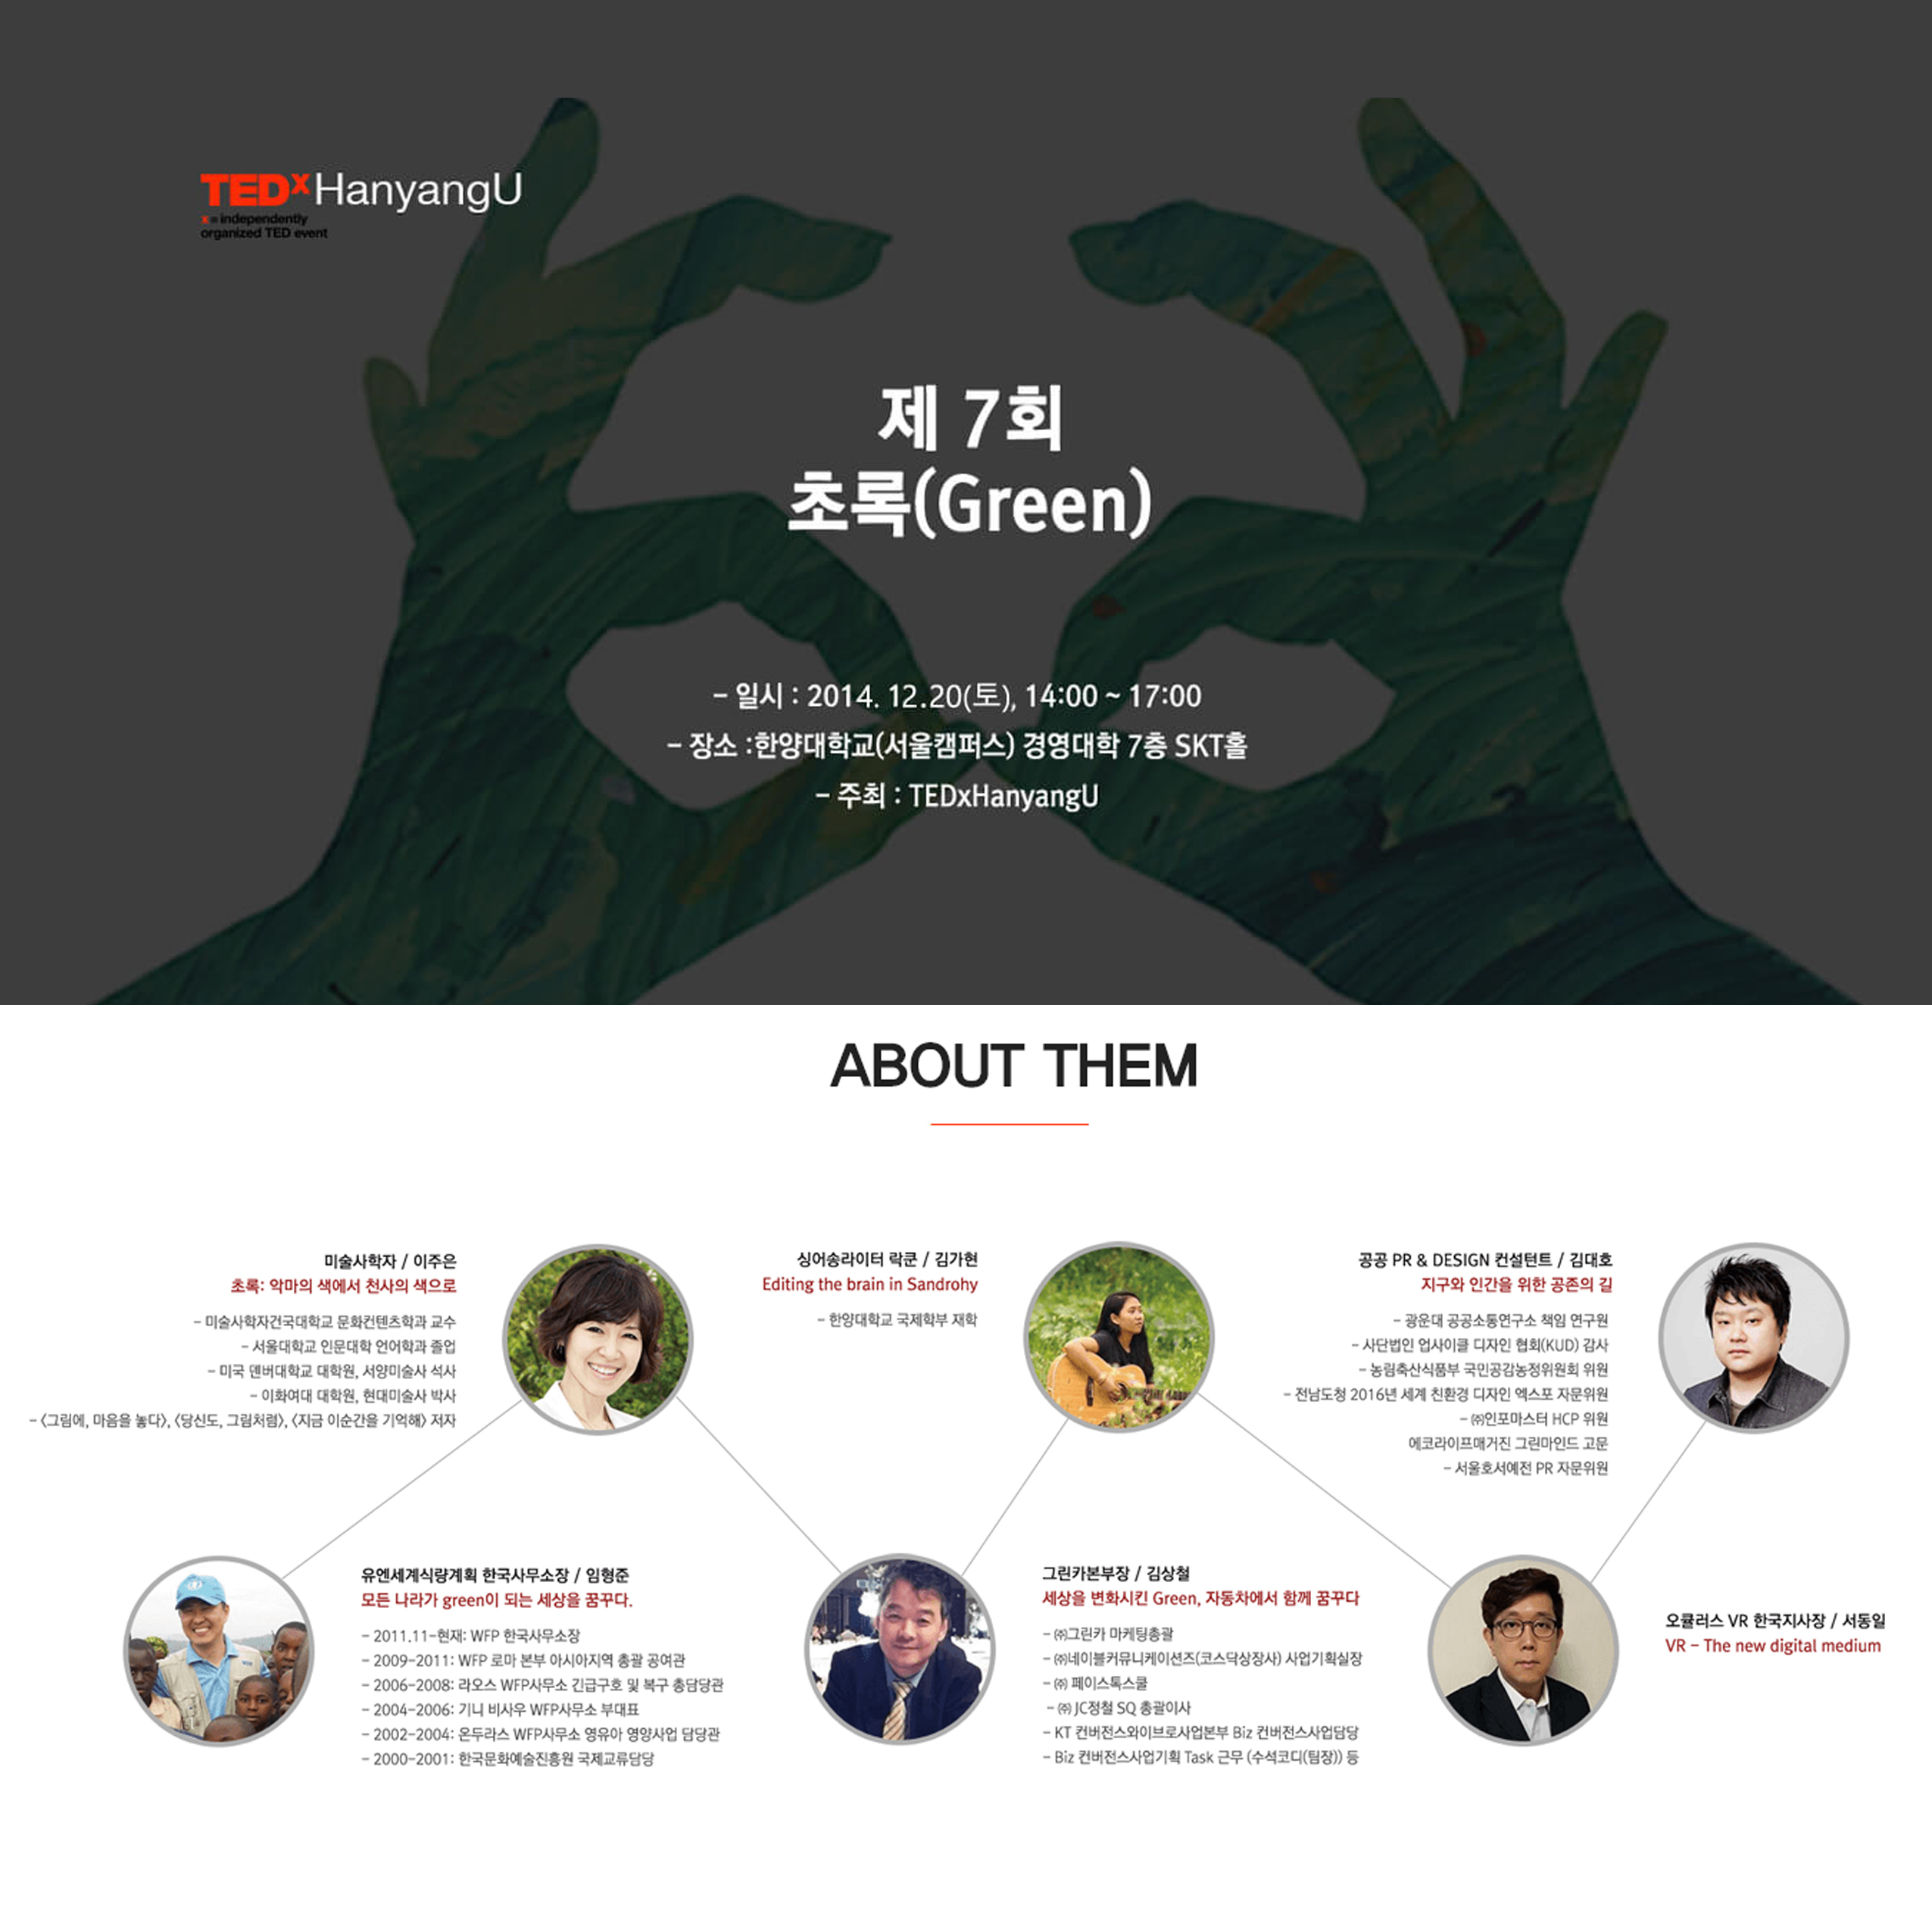 TEDxHanyangU
x = independently
organized TED event
제 7회
초록(Green)
– 일시 : 2014. 12.20(토), 14:00 ~ 17:00
– 장소 :한양대학교(서울캠퍼스) 경영대학 7층 SKT홀
– 주최 : TEDxHanyangU
ABOUT THEM
미술사학자 / 이주은
초록: 악마의 색에서 천사의 색으로
– 미술사학자건국대학교 문화컨텐츠학과 교수
– 서울대학교 인문대학 언어학과 졸업
– 미국 덴버대학교 대학원, 서양미술사 석사
– 이화여대 대학원, 현대미술사 박사
– 〈그림에, 마음을 놓다〉, 〈당신도, 그림처럼〉, 〈지금 이순간을 기억해〉 저자
싱어송라이터 락쿤 / 김가현
Editing the brain in Sandrohy
– 한양대학교 국제학부 재학
공공 PR & DESIGN 컨설턴트 / 김대호
지구와 인간을 위한 공존의 길
– 광운대 공공소통연구소 책임 연구원
– 사단법인 업사이클 디자인 협회(KUD) 감사
– 농림축산식품부 국민공감농정위원회 위원
– 전남도청 2016년 세계 친환경 디자인 엑스포 자문위원
– ㈜인포마스터 HCP 위원
에코라이프매거진 그린마인드 고문
– 서울호서예전 PR 자문위원
유엔세계식량계획 한국사무소장 / 임형준
모든 나라가 green이 되는 세상을 꿈꾸다.
– 2011.11–현재: WFP 한국사무소장
– 2009–2011: WFP 로마 본부 아시아지역 총괄 공여관
– 2006–2008: 라오스 WFP사무소 긴급구호 및 복구 총담당관
– 2004–2006: 기니 비사우 WFP사무소 부대표
– 2002–2004: 온두라스 WFP사무소 영유아 영양사업 담당관
– 2000–2001: 한국문화예술진흥원 국제교류담당
그린카본부장 / 김상철
세상을 변화시킨 Green, 자동차에서 함께 꿈꾸다
– ㈜그린카 마케팅총괄
– ㈜네이블커뮤니케이션즈(코스닥상장사) 사업기획실장
– ㈜ 페이스톡스쿨
– ㈜ JC정철 SQ 총괄이사
– KT 컨버전스와이브로사업본부 Biz 컨버전스사업담당
– Biz 컨버전스사업기획 Task 근무 (수석코디(팀장)) 등
오큘러스 VR 한국지사장 / 서동일
VR – The new digital medium